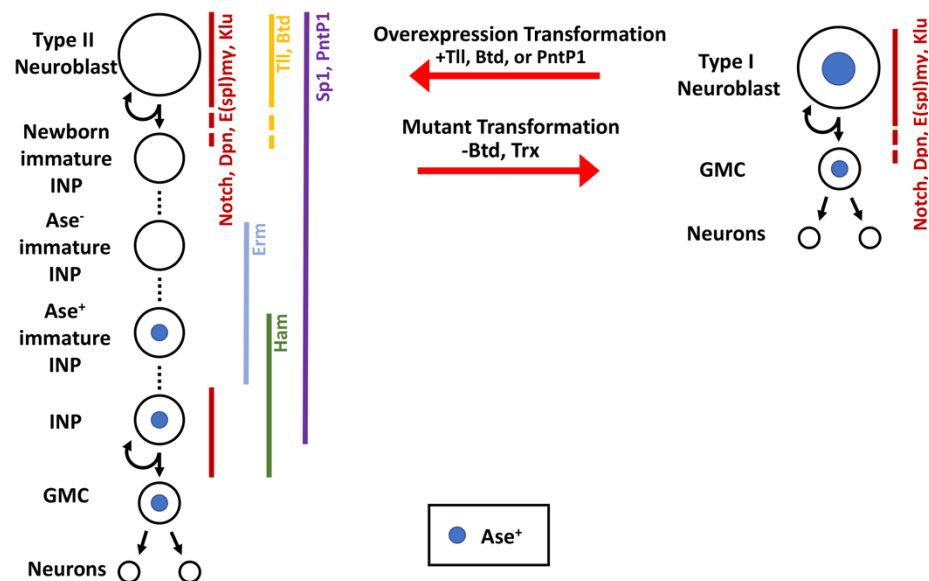 Type II
Neuroblast
Newborn
immature
INP
Ase⁻
immature
INP
Ase⁺
immature
INP
INP
GMC
Neurons
Notch, Dpn, E(spl)mγ, Klu
Erm
Tll, Btd
Ham
Sp1, PntP1
Overexpression Transformation
+Tll, Btd, or PntP1
Mutant Transformation
-Btd, Trx
Type I
Neuroblast
GMC
Neurons
Notch, Dpn, E(spl)mγ, Klu
Ase⁺